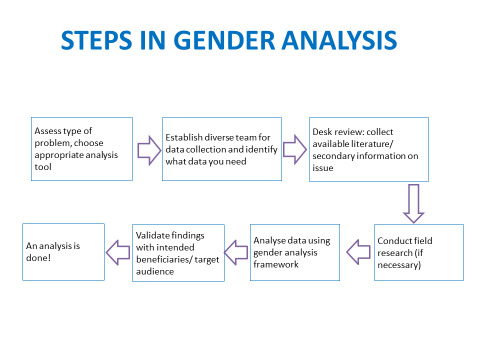 STEPS IN GENDER ANALYSIS
Assess type of
problem, choose
appropriate analysis
tool
Establish diverse team for
data collection and identify
what data you need
Desk review: collect
available literature/
secondary information on
issue
Conduct field
research (if
necessary)
Analyse data using
gender analysis
framework
Validate findings
with intended
beneficiaries/ target
audience
An analysis is
done!